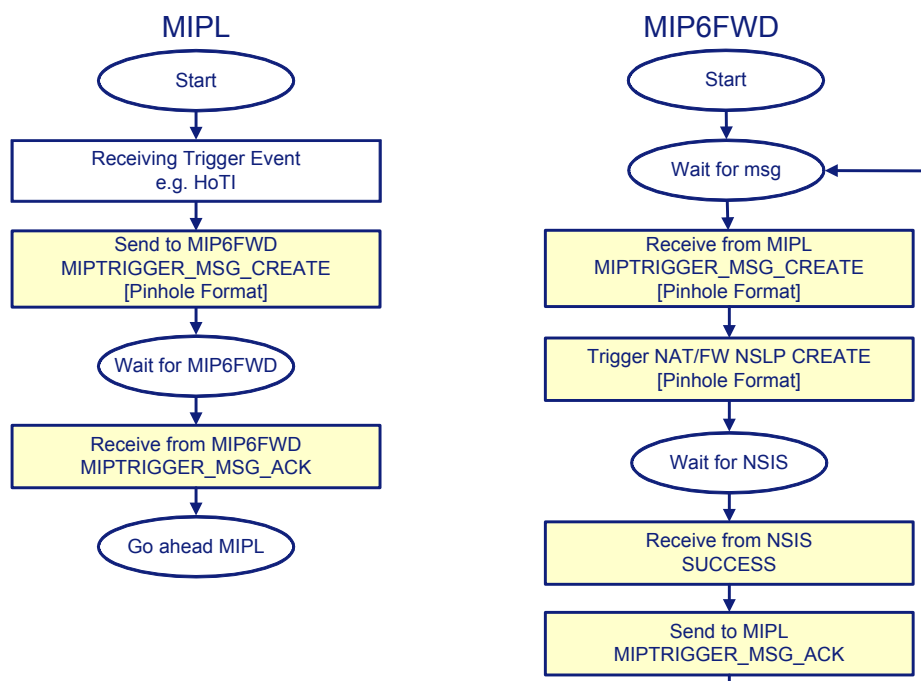 MIPL
Start
Receiving Trigger Event
e.g. HoTI
Send to MIP6FWD
MIPTRIGGER_MSG_CREATE
[Pinhole Format]
Wait for MIP6FWD
Receive from MIP6FWD
MIPTRIGGER_MSG_ACK
Go ahead MIPL
MIP6FWD
Start
Wait for msg
Receive from MIPL
MIPTRIGGER_MSG_CREATE
[Pinhole Format]
Trigger NAT/FW NSLP CREATE
[Pinhole Format]
Wait for NSIS
Receive from NSIS
SUCCESS
Send to MIPL
MIPTRIGGER_MSG_ACK